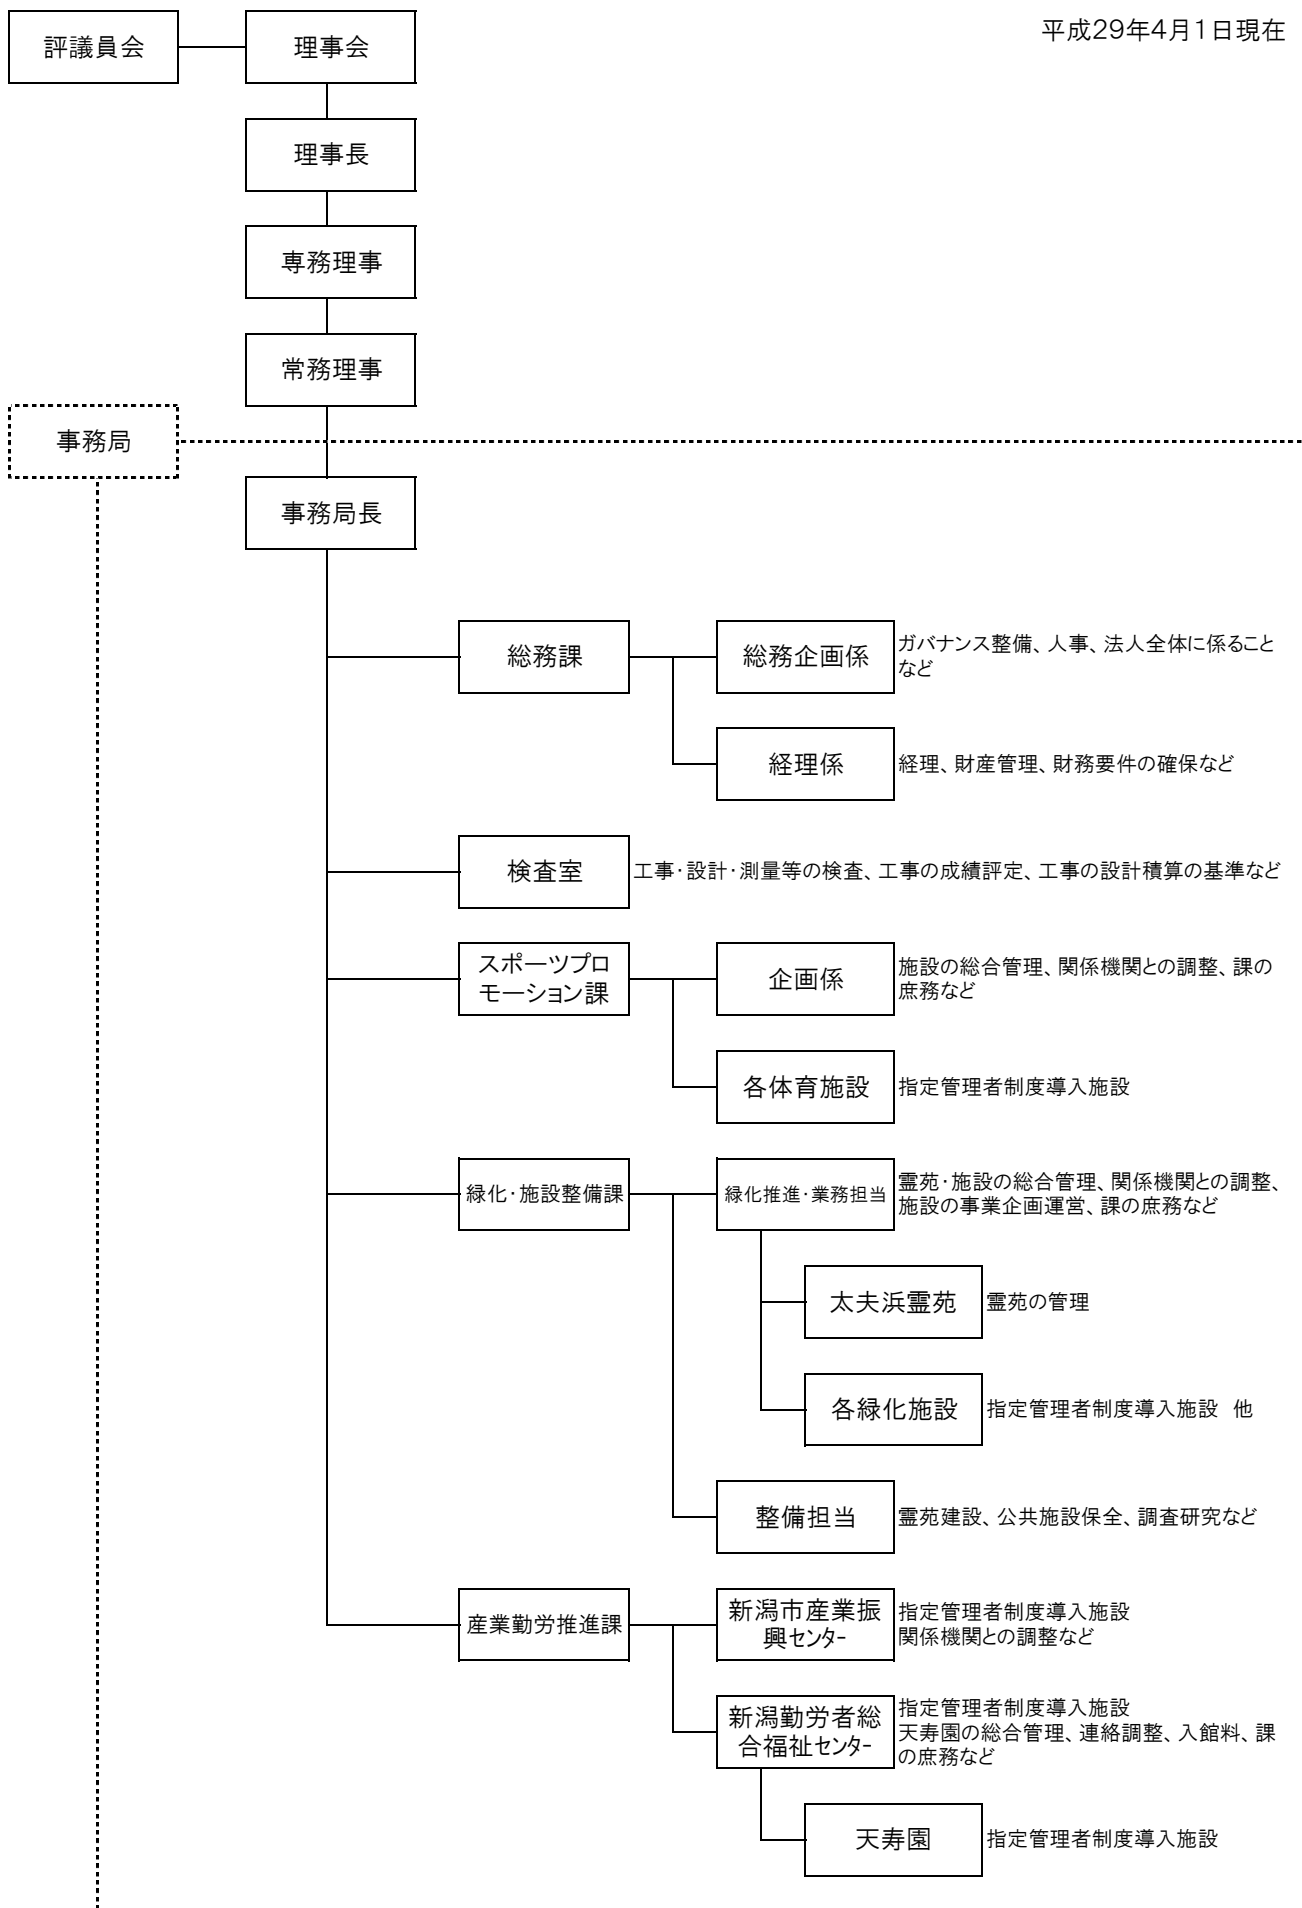 平成29年4月1日現在
評議員会
理事会
理事長
専務理事
常務理事
事務局
事務局長
総務課
総務企画係
ガバナンス整備、人事、法人全体に係ること
など
経理係
経理、財産管理、財務要件の確保など
検査室
工事・設計・測量等の検査、工事の成績評定、工事の設計積算の基準など
スポーツプロ
モーション課
企画係
施設の総合管理、関係機関との調整、課の
庶務など
各体育施設
指定管理者制度導入施設
緑化・施設整備課
緑化推進・業務担当
霊苑・施設の総合管理、関係機関との調整、
施設の事業企画運営、課の庶務など
太夫浜霊苑
霊苑の管理
各緑化施設
指定管理者制度導入施設　他
整備担当
霊苑建設、公共施設保全、調査研究など
産業勤労推進課
新潟市産業振
興センター
指定管理者制度導入施設
関係機関との調整など
新潟勤労者総
合福祉センター
指定管理者制度導入施設
天寿園の総合管理、連絡調整、入館料、課
の庶務など
天寿園
指定管理者制度導入施設